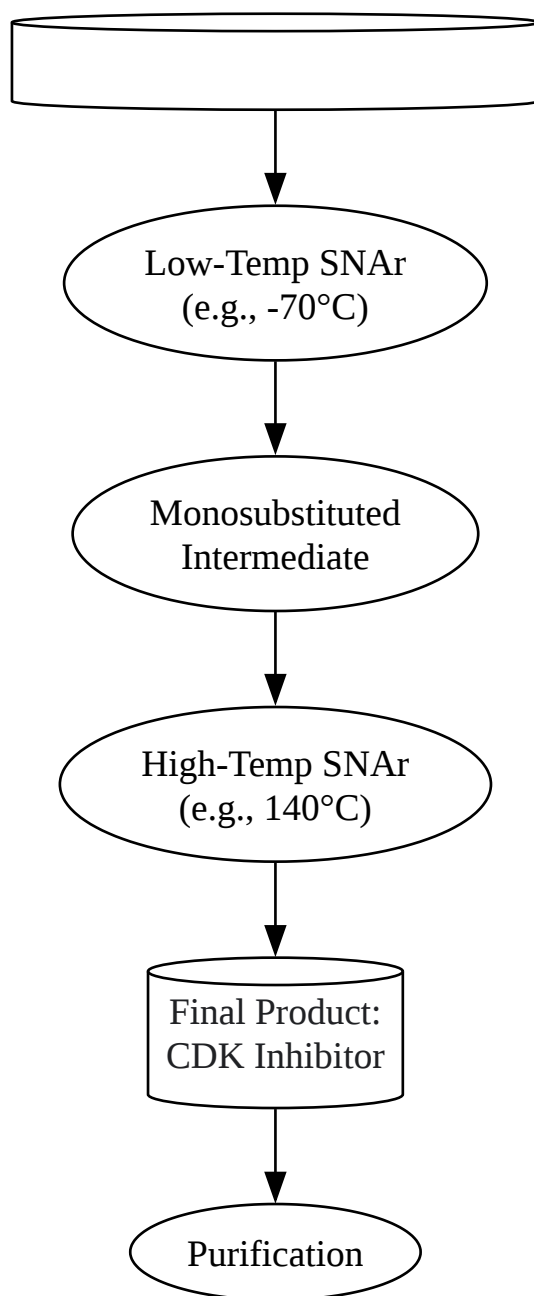 Low-Temp SNAr
(e.g., -70°C)
Monosubstituted
Intermediate
High-Temp SNAr
(e.g., 140°C)
Final Product:
CDK Inhibitor
Purification